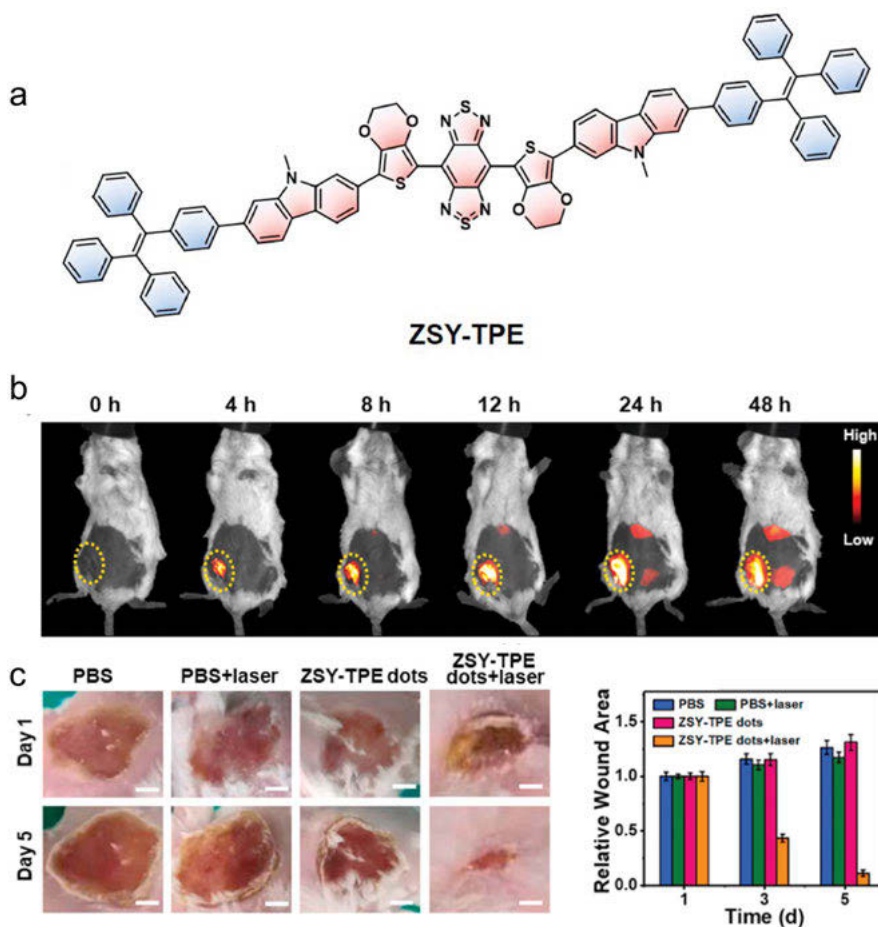 a
S
N N
O O
N
S
S
N
O O
N N
S
ZSY-TPE
b
0 h 4 h 8 h 12 h 24 h 48 h
High
Low
c
PBS PBS+laser ZSY-TPE dots ZSY-TPE
dots+laser
Day 1
Day 5
PBS PBS+laser
ZSY-TPE dots
ZSY-TPE dots+laser
Relative Wound Area
1.5
1.0
0.5
0.0
1 3 5
Time (d)